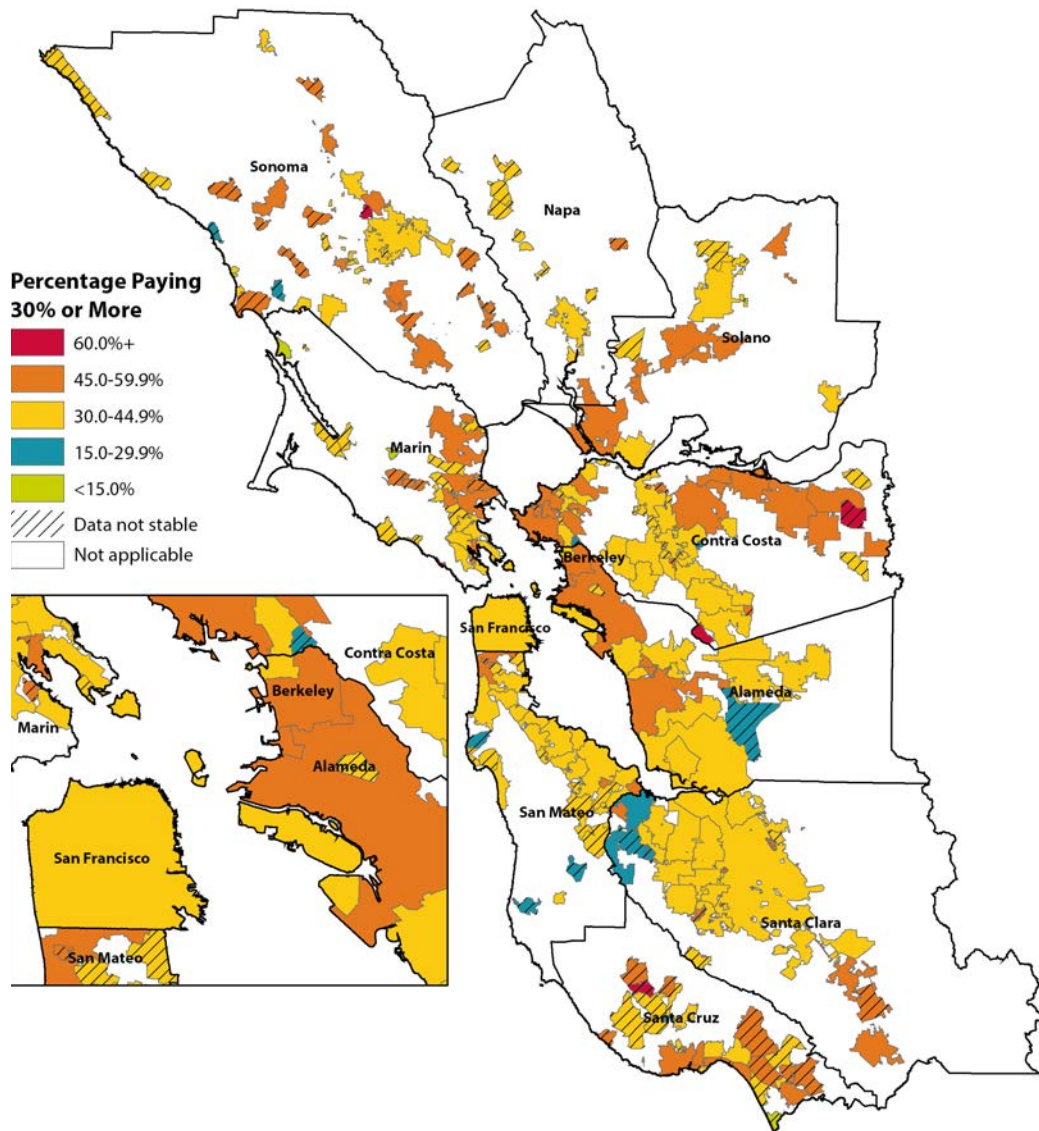 Sonoma
Napa
Percentage Paying
30% or More
60.0%+
45.0-59.9%
30.0-44.9%
15.0-29.9%
<15.0%
Data not stable
Not applicable
Solano
Marin
Contra Costa
Berkeley
San Francisco
Alameda
San Mateo
Santa Clara
Santa Cruz
Contra Costa
Berkeley
Marin
Alameda
San Francisco
San Mateo